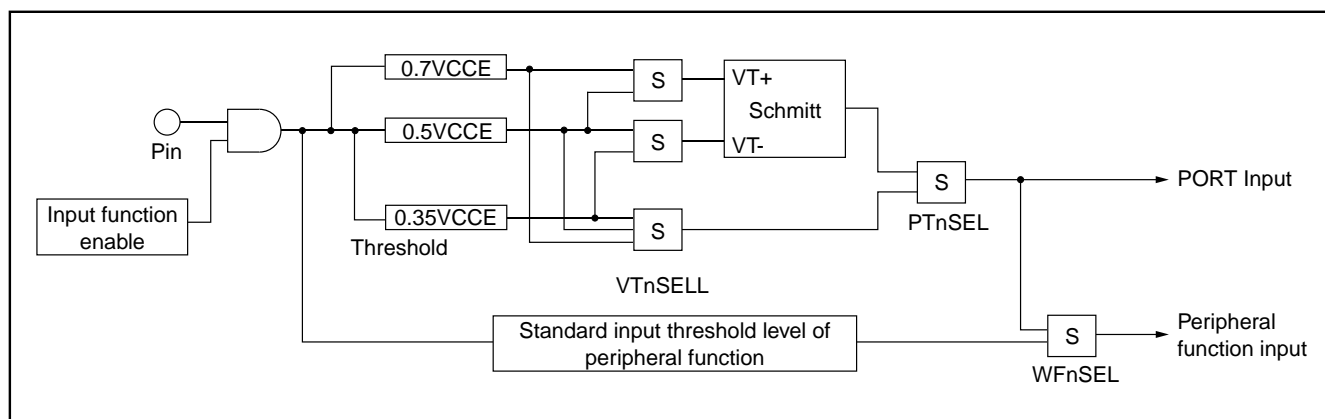 0.7VCCE
S
VT+
Schmitt
Pin
0.5VCCE
S
VT-
S
PORT Input
Input function
enable
0.35VCCE
Threshold
S
PTnSEL
VTnSELL
Standard input threshold level of
peripheral function
S
Peripheral
function input
WFnSEL